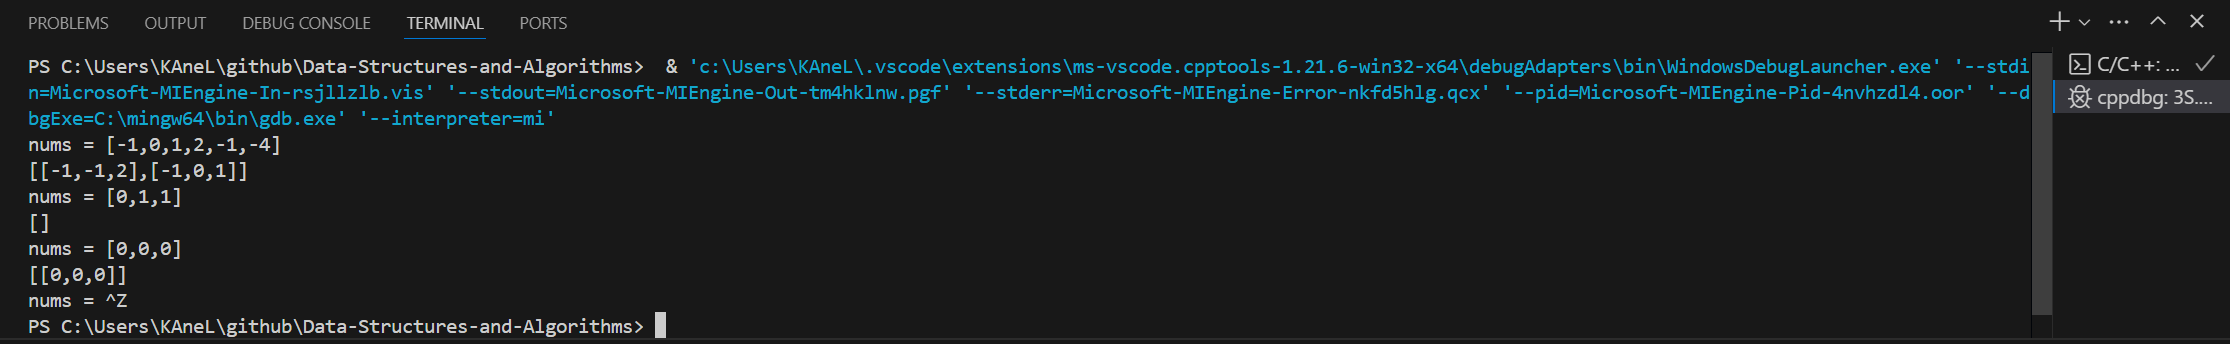 PROBLEMS OUTPUT DEBUG CONSOLE TERMINAL PORTS
PS C:\Users\KAneL\github\Data-Structures-and-Algorithms>  & 'c:\Users\KAneL\.vscode\extensions\ms-vscode.cpptools-1.21.6-win32-x64\debugAdapters\bin\WindowsDebugLauncher.exe' '--stdi
n=Microsoft-MIEngine-In-rsjllzlb.vis' '--stdout=Microsoft-MIEngine-Out-tm4hklnw.pgf' '--stderr=Microsoft-MIEngine-Error-nkfd5hlg.qcx' '--pid=Microsoft-MIEngine-Pid-4nvhzdl4.oor' '--d
bgExe=C:\mingw64\bin\gdb.exe' '--interpreter=mi'
nums = [-1,0,1,2,-1,-4]
[[-1,-1,2],[-1,0,1]]
nums = [0,1,1]
[]
nums = [0,0,0]
[[0,0,0]]
nums = ^Z
PS C:\Users\KAneL\github\Data-Structures-and-Algorithms>
C/C++: ...
cppdbg: 3S....